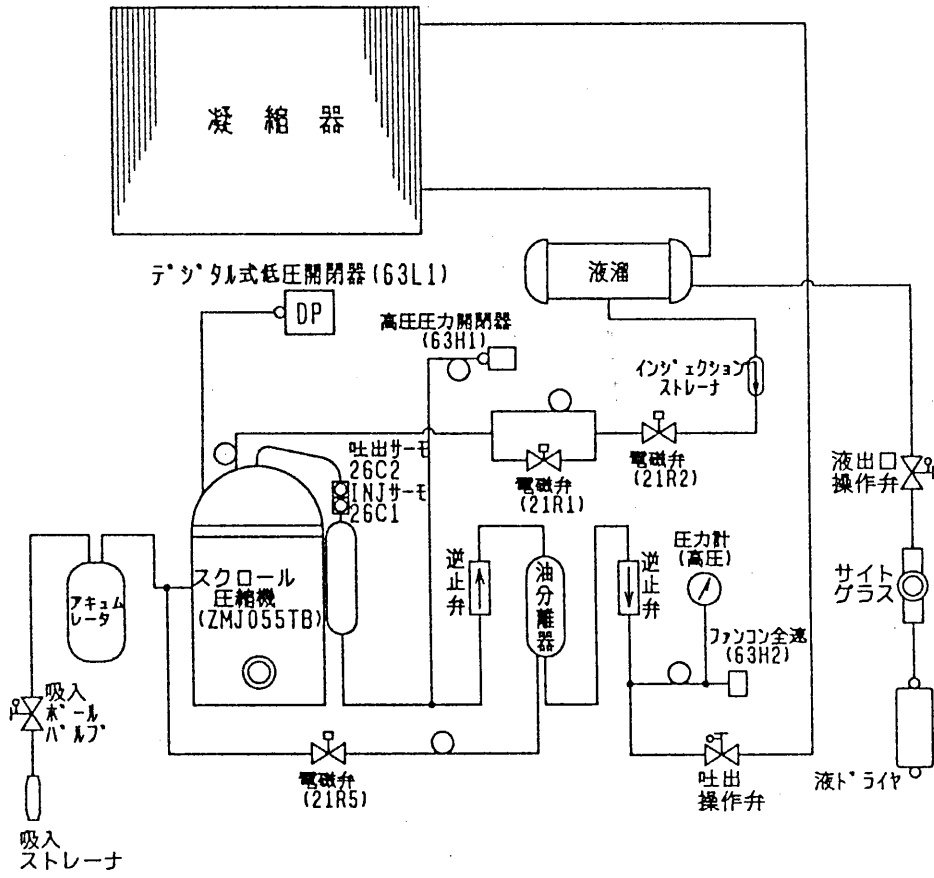 凝縮器
デジタル式低圧開閉器(63L1)
DP
液溜
高圧圧力開閉器
(63H1)
インジェクション
ストレーナ
吐出サーモ
26C2
INJサーモ
26C1
電磁弁
(21R1)
電磁弁
(21R2)
液出口
操作弁
スクロール
圧縮機
(ZMJ055TB)
アキュム
レータ
逆止弁
油分離器
逆止弁
圧力計
(高圧)
サイト
グラス
ファンコン全速
(63H2)
吸入
ボール
バルブ
電磁弁
(21R5)
吐出
操作弁
液ドライヤ
吸入
ストレーナ